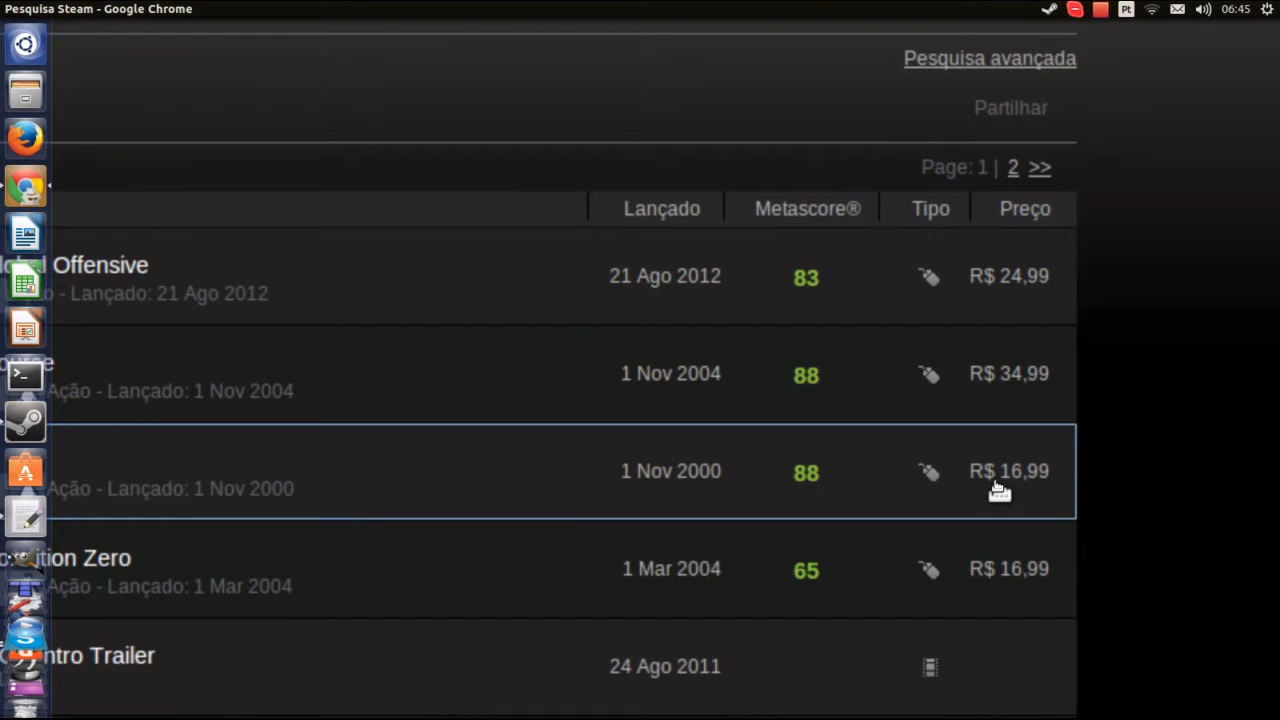 Pesquisa Steam - Google Chrome
Pt
06:45
Pesquisa avançada
Partilhar
Page: 1 | 2 >>
Lançado Metascore® Tipo Preço
Offensive
21 Ago 2012 83 R$ 24,99
- Lançado: 21 Ago 2012
1 Nov 2004 88 R$ 34,99
Ação - Lançado: 1 Nov 2004
1 Nov 2000 88 R$ 16,99
Ação - Lançado: 1 Nov 2000
Zero
1 Mar 2004 65 R$ 16,99
Ação - Lançado: 1 Mar 2004
ntro Trailer
24 Ago 2011